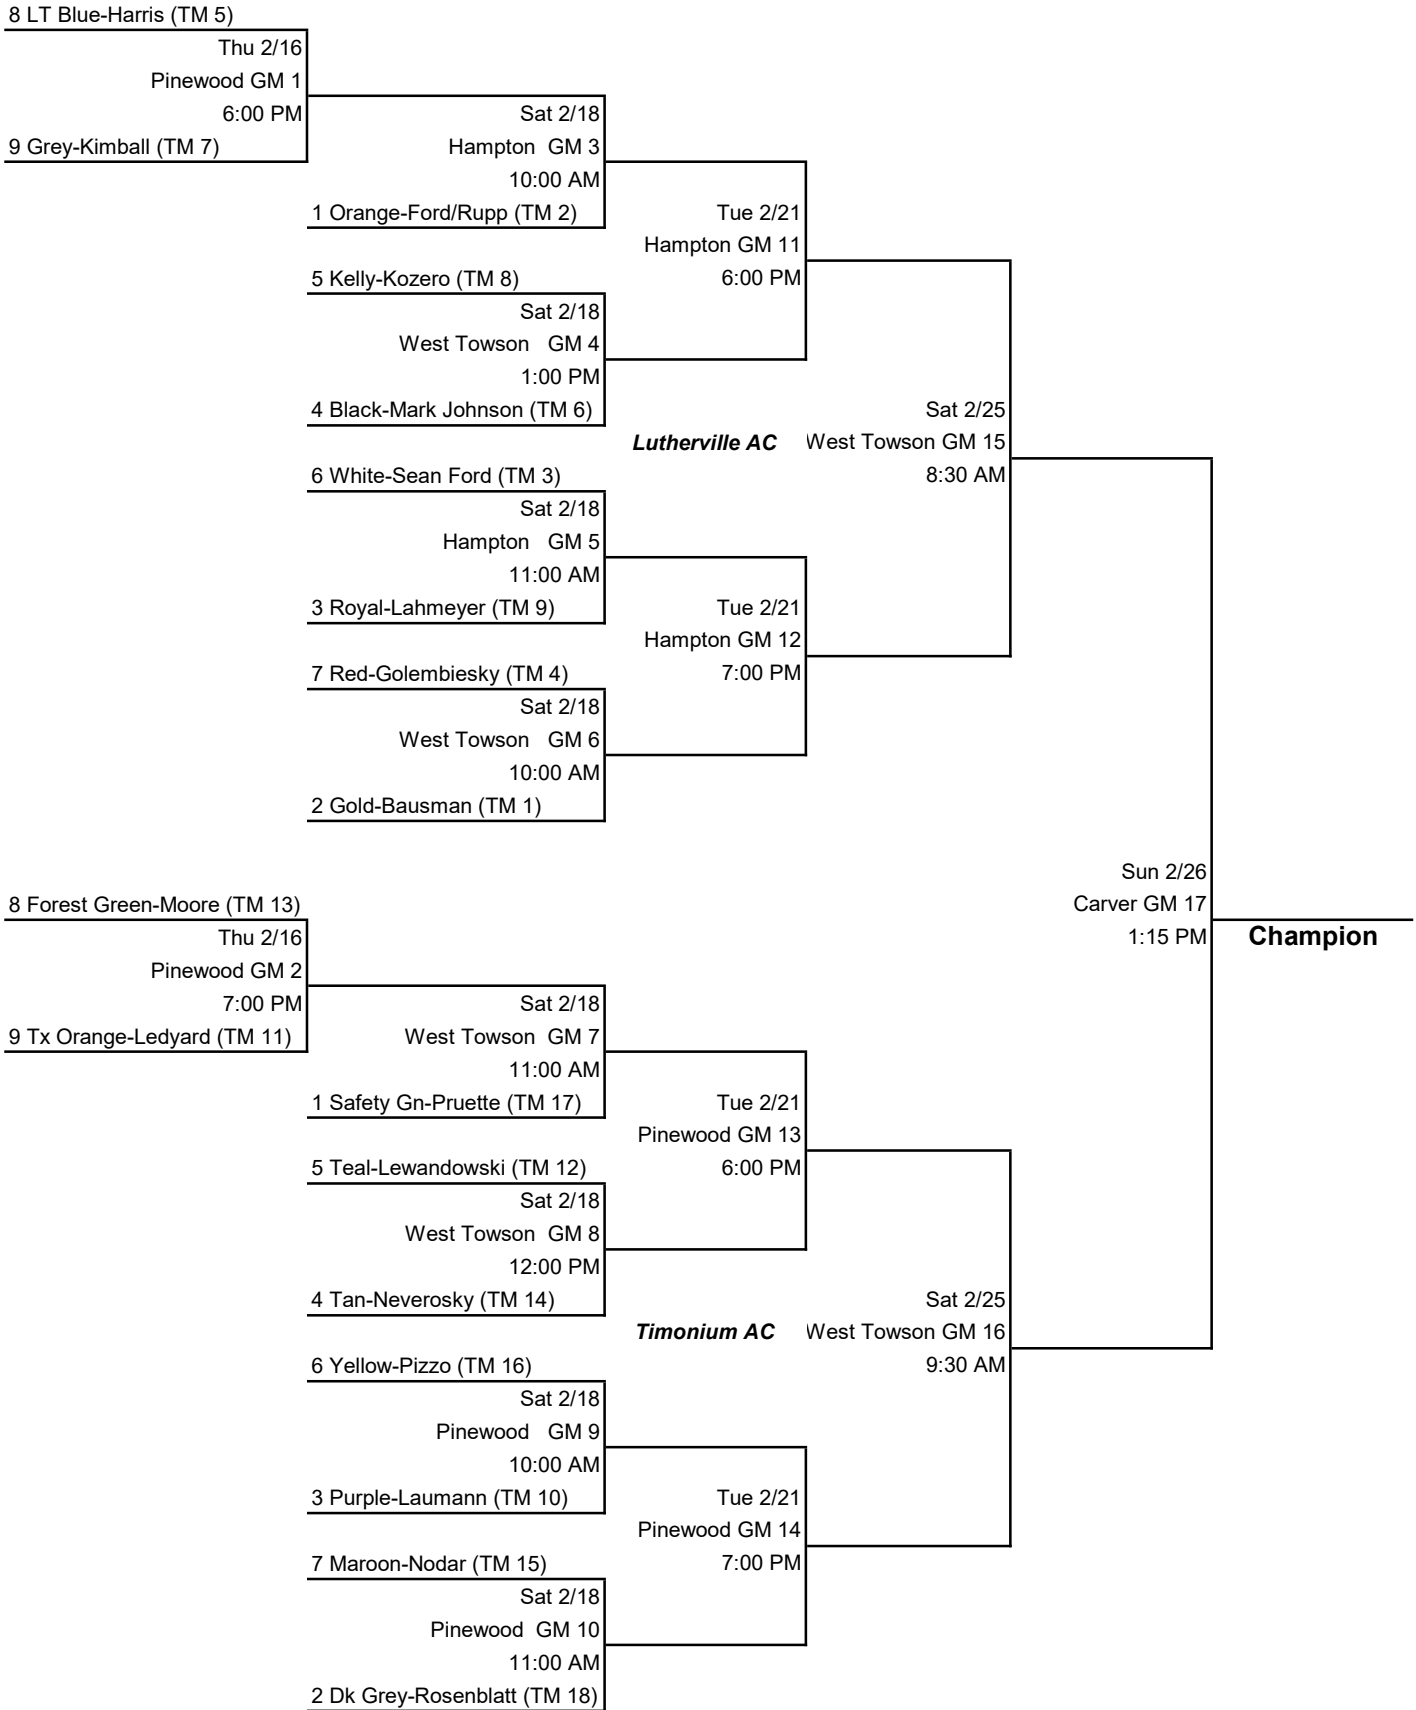 8 LT Blue-Harris (TM 5)
Thu 2/16
Pinewood GM 1
6:00 PM
9 Grey-Kimball (TM 7)
Sat 2/18
Hampton GM 3
10:00 AM
1 Orange-Ford/Rupp (TM 2)
Tue 2/21
Hampton GM 11
6:00 PM
5 Kelly-Kozero (TM 8)
Sat 2/18
West Towson GM 4
1:00 PM
4 Black-Mark Johnson (TM 6)
Lutherville AC
Sat 2/25
West Towson GM 15
8:30 AM
6 White-Sean Ford (TM 3)
Sat 2/18
Hampton GM 5
11:00 AM
3 Royal-Lahmeyer (TM 9)
Tue 2/21
Hampton GM 12
7:00 PM
7 Red-Golembiesky (TM 4)
Sat 2/18
West Towson GM 6
10:00 AM
2 Gold-Bausman (TM 1)
Sun 2/26
Carver GM 17
1:15 PM
Champion
8 Forest Green-Moore (TM 13)
Thu 2/16
Pinewood GM 2
7:00 PM
9 Tx Orange-Ledyard (TM 11)
Sat 2/18
West Towson GM 7
11:00 AM
1 Safety Gn-Pruette (TM 17)
Tue 2/21
Pinewood GM 13
6:00 PM
5 Teal-Lewandowski (TM 12)
Sat 2/18
West Towson GM 8
12:00 PM
4 Tan-Neverosky (TM 14)
Timonium AC
Sat 2/25
West Towson GM 16
9:30 AM
6 Yellow-Pizzo (TM 16)
Sat 2/18
Pinewood GM 9
10:00 AM
3 Purple-Laumann (TM 10)
Tue 2/21
Pinewood GM 14
7:00 PM
7 Maroon-Nodar (TM 15)
Sat 2/18
Pinewood GM 10
11:00 AM
2 Dk Grey-Rosenblatt (TM 18)